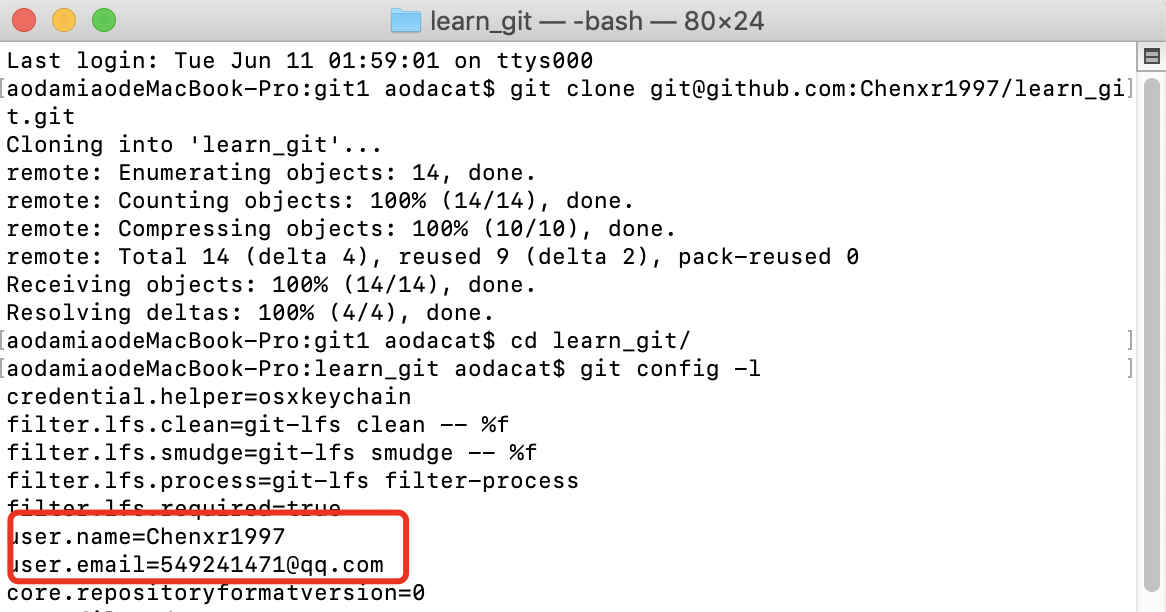 learn_git — -bash — 80×24
Last login: Tue Jun 11 01:59:01 on ttys000
[aodamiaodeMacBook-Pro:git1 aodacat$ git clone git@github.com:Chenxr1997/learn_gi]
t.git
Cloning into 'learn_git'...
remote: Enumerating objects: 14, done.
remote: Counting objects: 100% (14/14), done.
remote: Compressing objects: 100% (10/10), done.
remote: Total 14 (delta 4), reused 9 (delta 2), pack-reused 0
Receiving objects: 100% (14/14), done.
Resolving deltas: 100% (4/4), done.
[aodamiaodeMacBook-Pro:git1 aodacat$ cd learn_git/ ]
[aodamiaodeMacBook-Pro:learn_git aodacat$ git config -l ]
credential.helper=osxkeychain
filter.lfs.clean=git-lfs clean -- %f
filter.lfs.smudge=git-lfs smudge -- %f
filter.lfs.process=git-lfs filter-process
filter.lfs.required=true
user.name=Chenxr1997
user.email=549241471@qq.com
core.repositoryformatversion=0